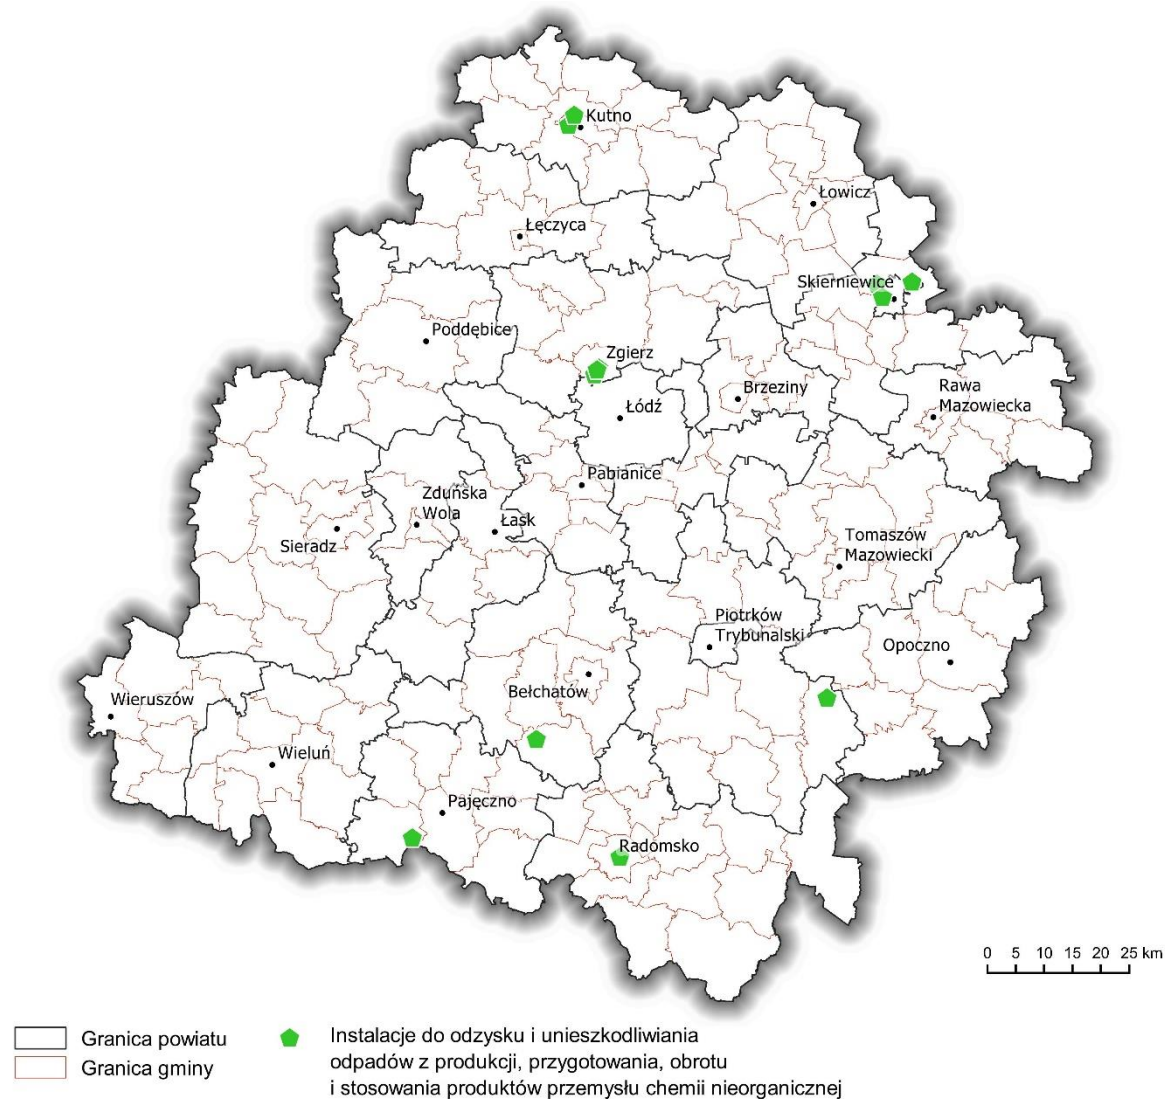 Kutno
Łowicz
Łęczyca
Skierniewice
Poddębice
Zgierz
Brzeziny
Rawa
Mazowiecka
Łódź
Pabianice
Zduńska
Wola
Łask
Sieradz
Tomaszów
Mazowiecki
Piotrków
Trybunalski
Opoczno
Bełchatów
Wieruszów
Wieluń
Pajęczno
Radomsko
0 5 10 15 20 25 km
Granica powiatu
Granica gminy
Instalacje do odzysku i unieszkodliwiania
odpadów z produkcji, przygotowania, obrotu
i stosowania produktów przemysłu chemii nieorganicznej